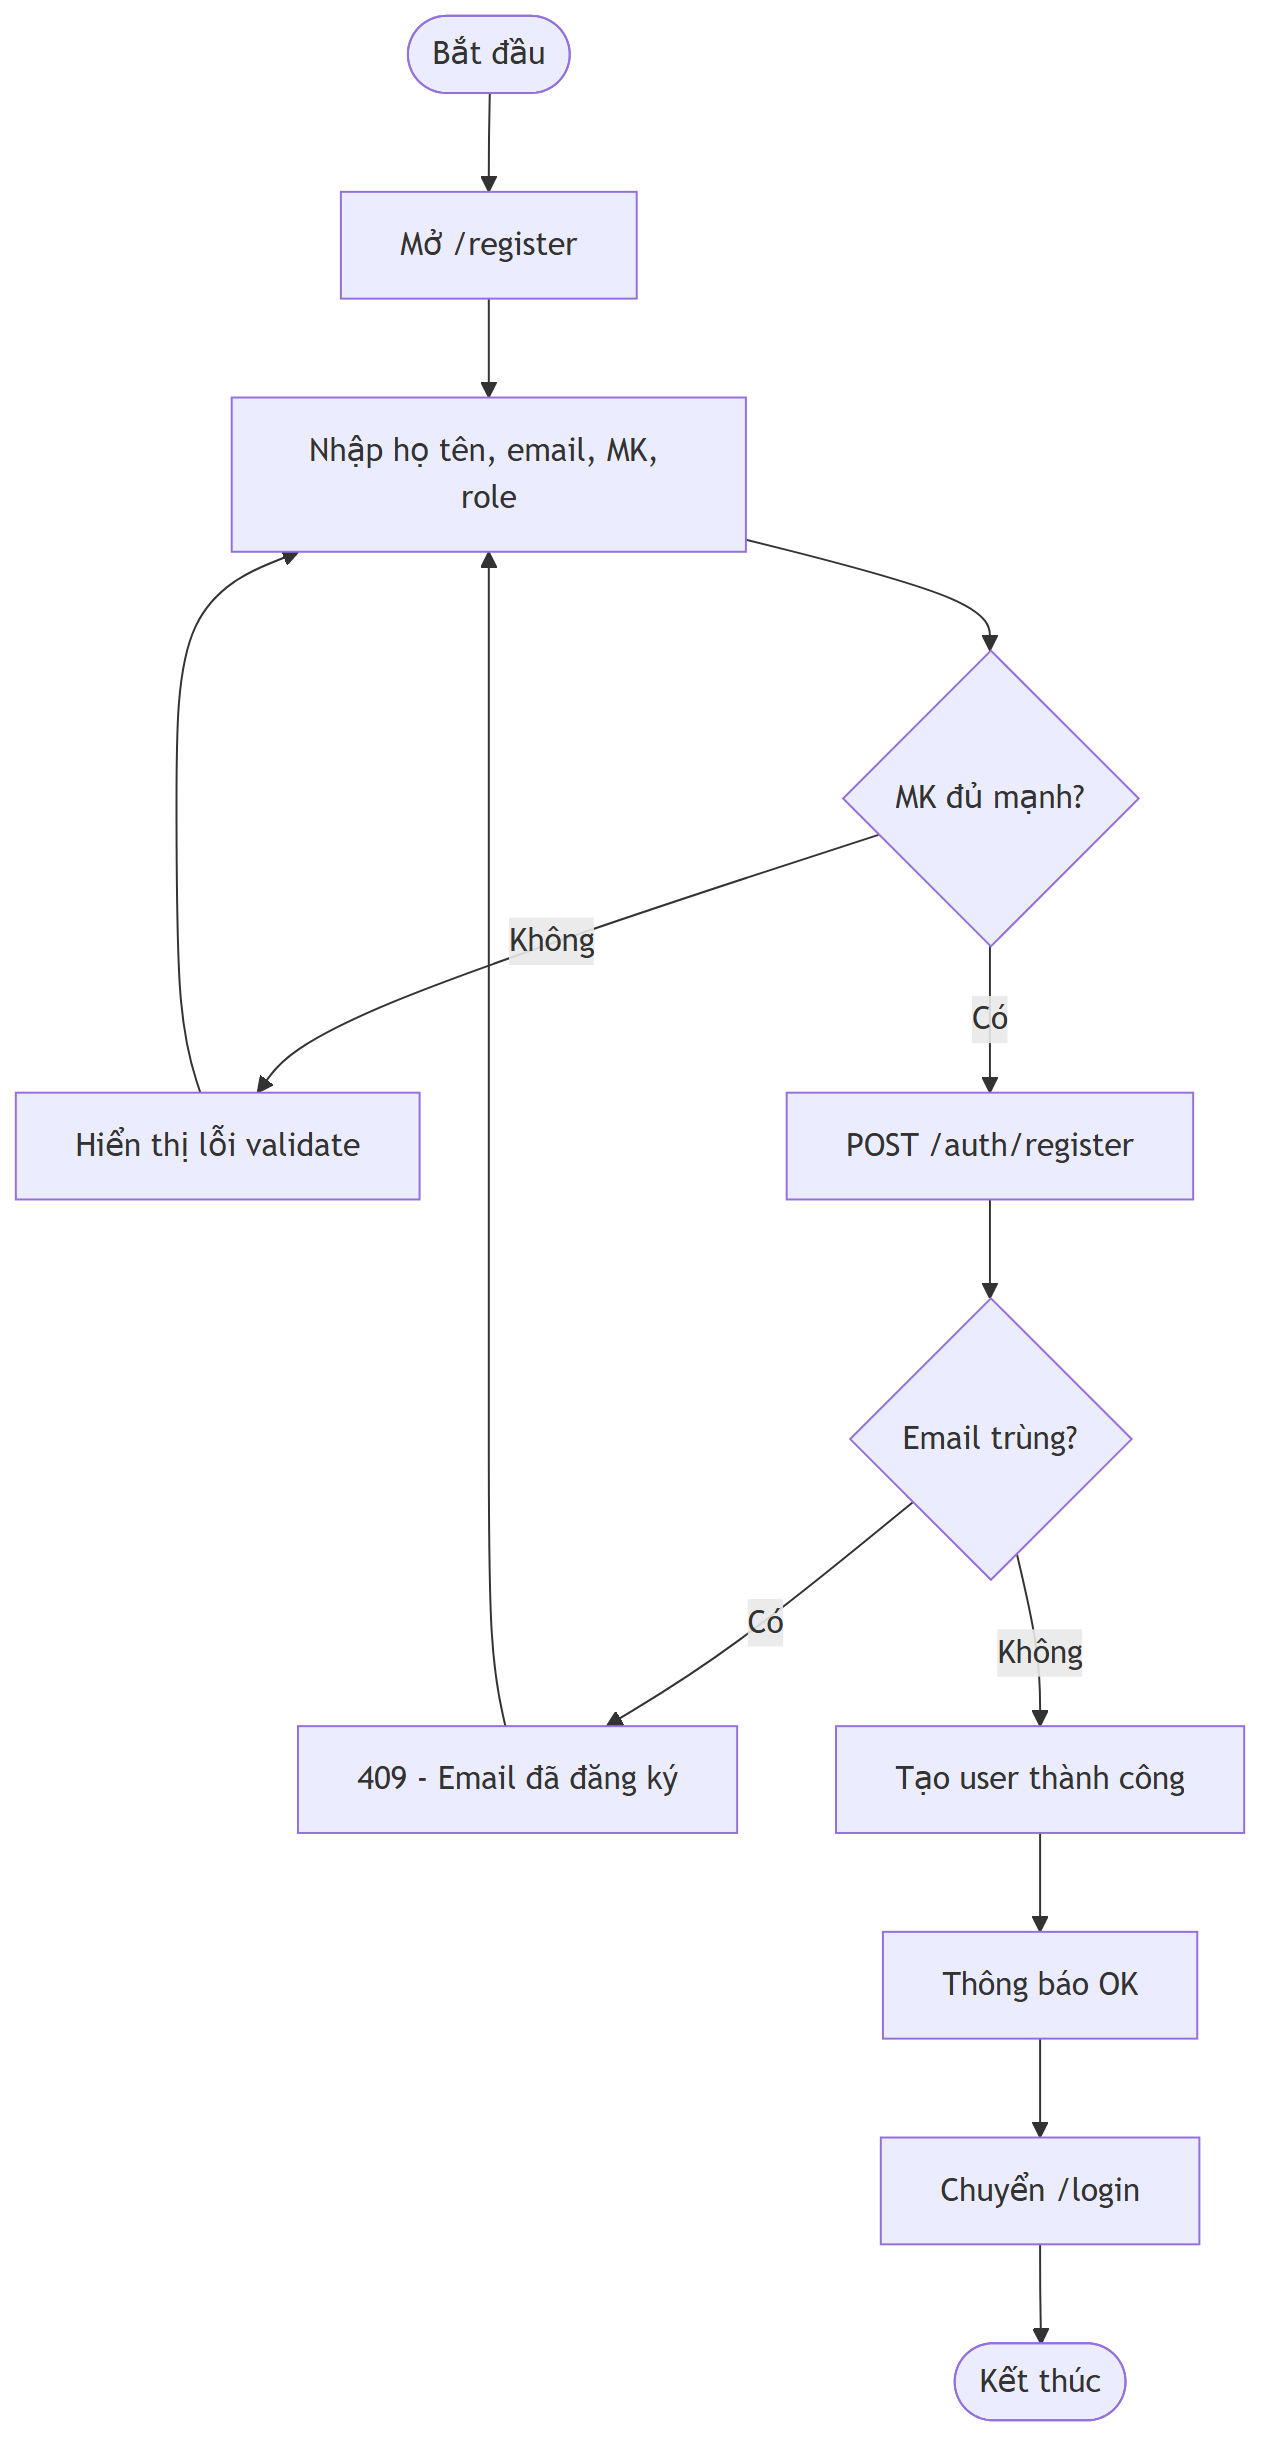 Bắt đầu
Mở /register
Nhập họ tên, email, MK,
role
MK đủ mạnh?
Không
Có
Hiển thị lỗi validate
POST /auth/register
Email trùng?
Có
Không
409 - Email đã đăng ký
Tạo user thành công
Thông báo OK
Chuyển /login
Kết thúc